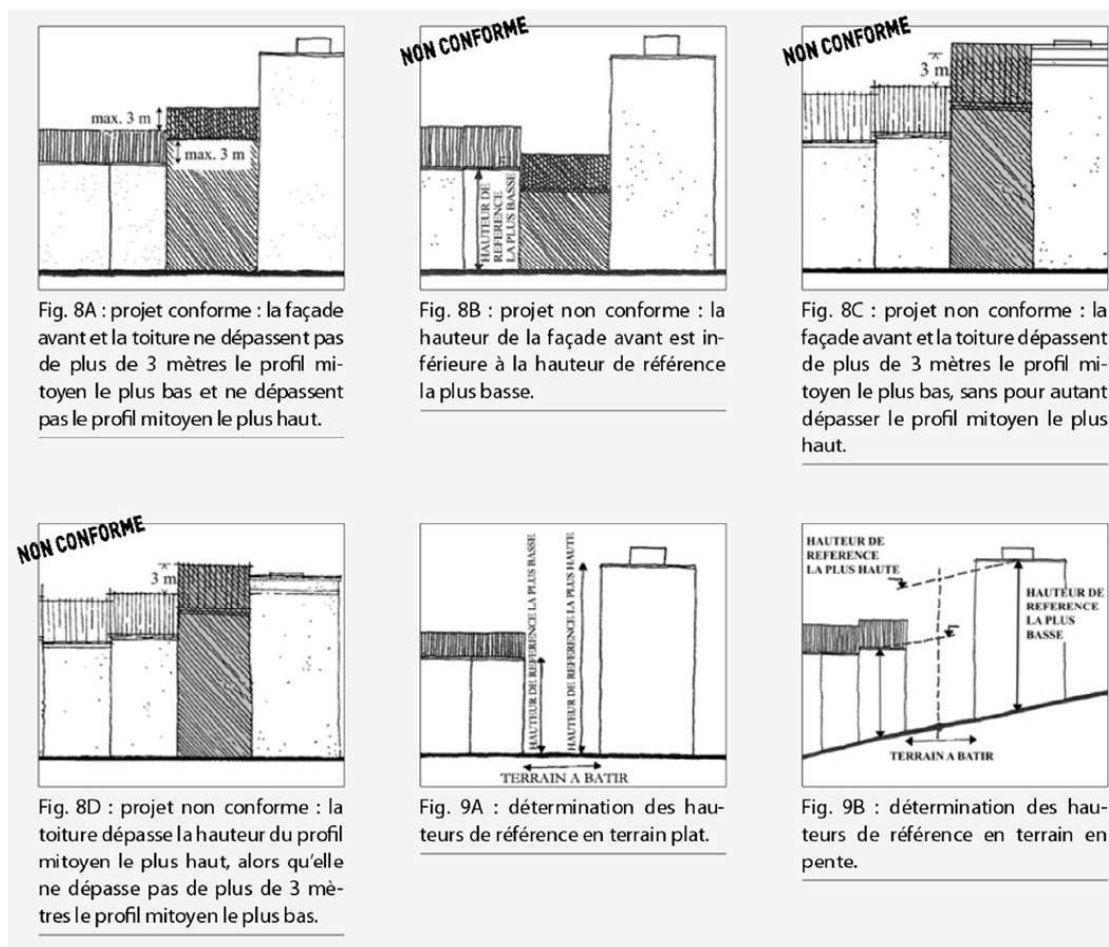 NON CONFORME
NON CONFORME
max. 3 m
max. 3 m
HAUTEUR DE
REFERENCE
LA PLUS BASSE
3 m
Fig. 8A : projet conforme : la façade
avant et la toiture ne dépassent pas
de plus de 3 mètres le profil mi-
toyen le plus bas et ne dépassent
pas le profil mitoyen le plus haut.
Fig. 8B : projet non conforme : la
hauteur de la façade avant est in-
férieure à la hauteur de référence
la plus basse.
Fig. 8C : projet non conforme : la
façade avant et la toiture dépassent
de plus de 3 mètres le profil mi-
toyen le plus bas, sans pour autant
dépasser le profil mitoyen le plus
haut.
NON CONFORME
3 m
HAUTEUR DE REFERENCE LA PLUS BASSE
HAUTEUR DE REFERENCE LA PLUS HAUTE
TERRAIN A BATIR
HAUTEUR DE
REFERENCE
LA PLUS HAUTE
HAUTEUR DE
REFERENCE
LA PLUS
BASSE
TERRAIN A BATIR
Fig. 8D : projet non conforme : la
toiture dépasse la hauteur du profil
mitoyen le plus haut, alors qu'elle
ne dépasse pas de plus de 3 mè-
tres le profil mitoyen le plus bas.
Fig. 9A : détermination des hau-
teurs de référence en terrain plat.
Fig. 9B : détermination des hau-
teurs de référence en terrain en
pente.